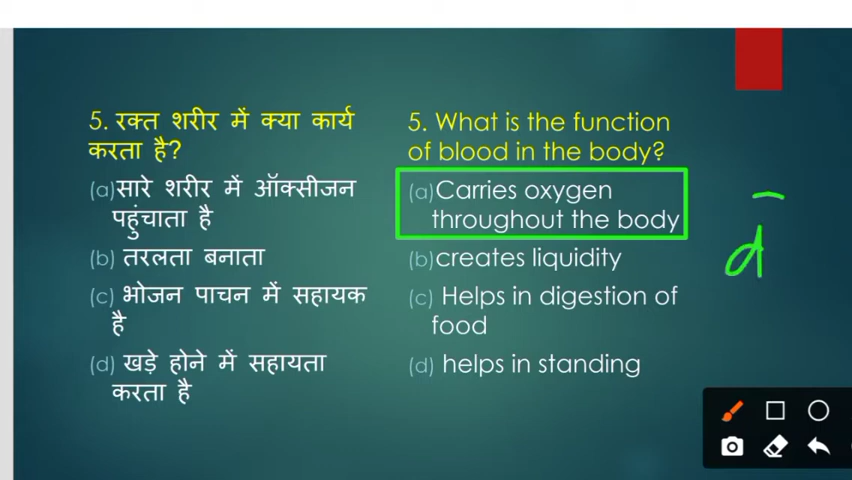 5. रक्त शरीर में क्या कार्य
करता है?
(a)सारे शरीर में ऑक्सीजन
पहुंचाता है
(b) तरलता बनाता
(c) भोजन पाचन में सहायक
है
(d) खड़े होने में सहायता
करता है
5. What is the function
of blood in the body?
(a)Carries oxygen
throughout the body
(b)creates liquidity
(c) Helps in digestion of
food
(d) helps in standing
d